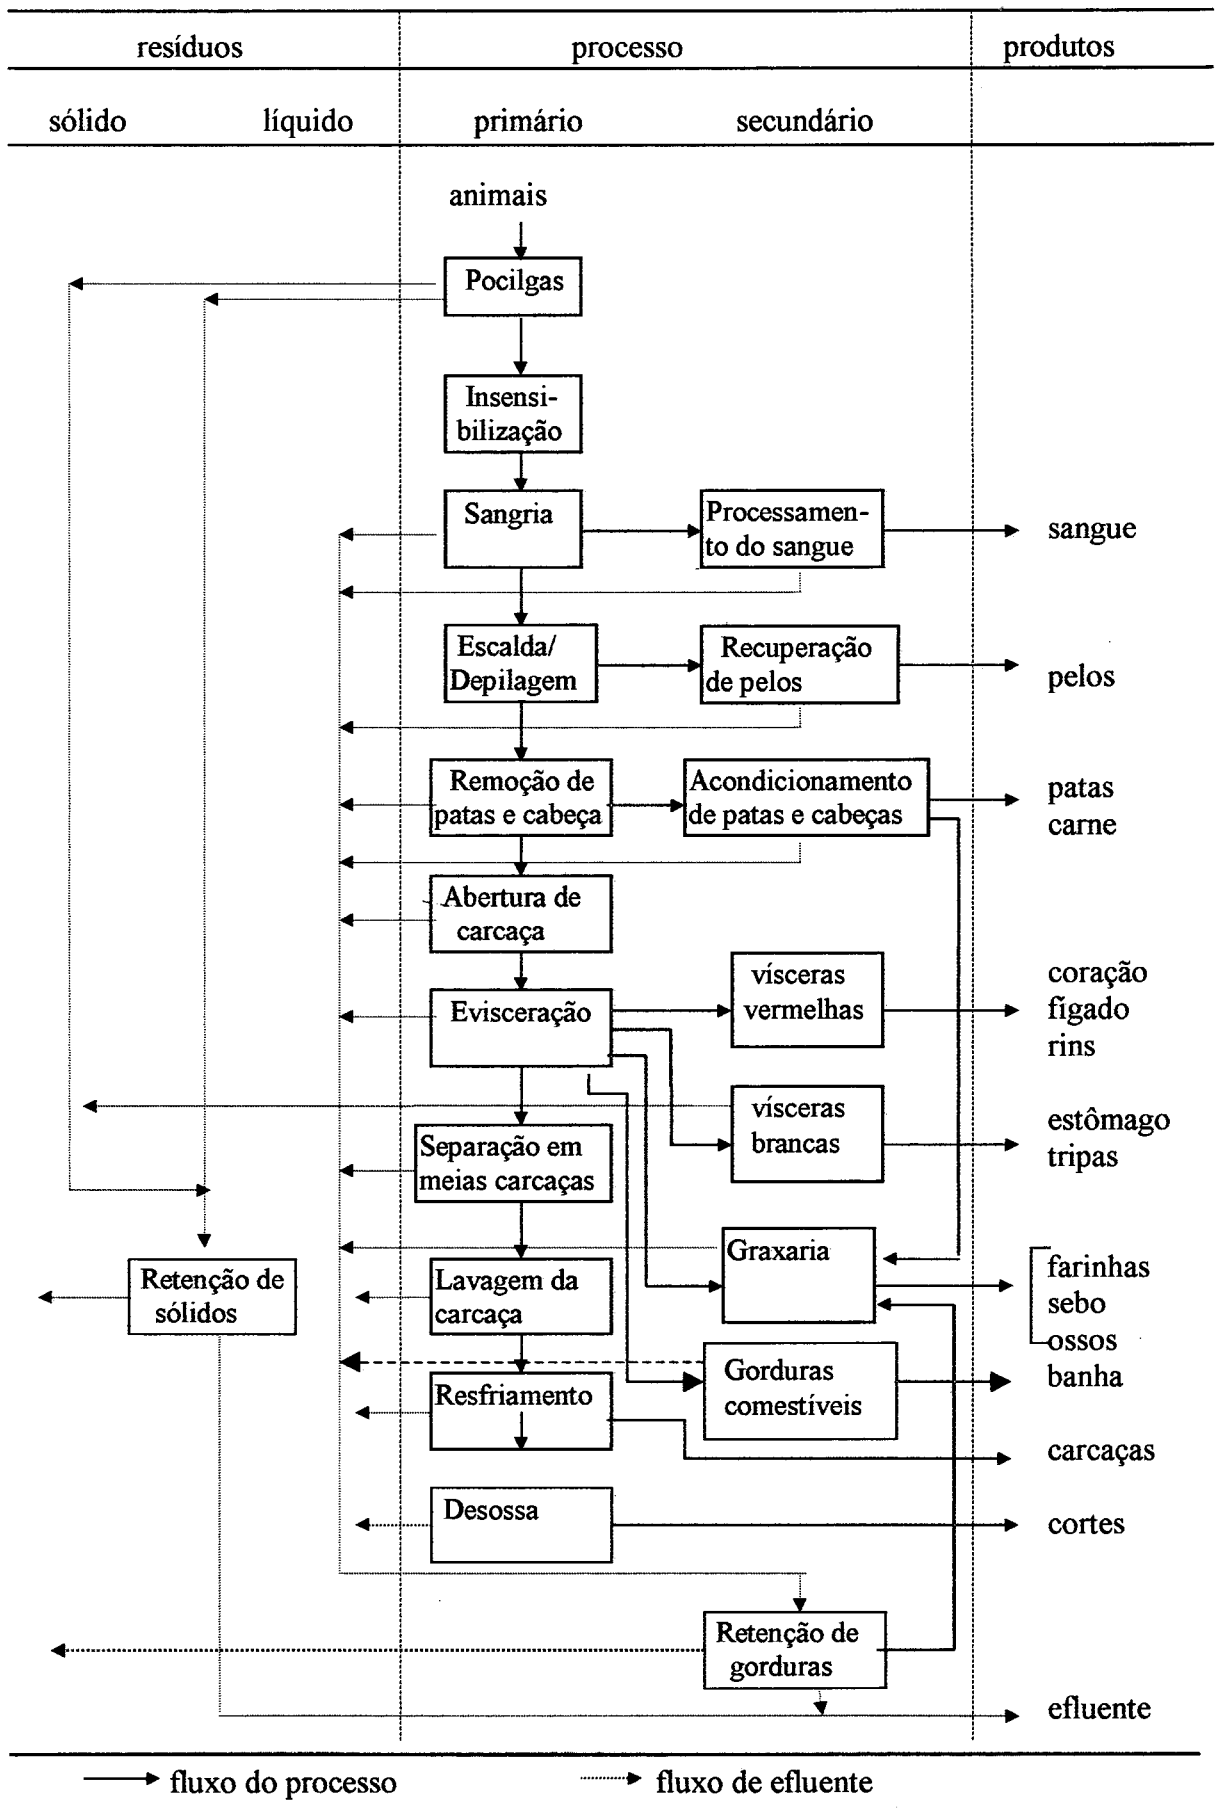 resíduos processo produtos
sólido líquido primário secundário
animais
Pocilgas
Insensi-
bilização
Sangria
Processamen-
to do sangue
sangue
Escalda/
Depilagem
Recuperação
de pelos
pelos
Remoção de
patas e cabeça
Acondicionamento
de patas e cabeças
patas
carne
Abertura de
carcaça
Evisceração
vísceras
vermelhas
coração
fígado
rins
vísceras
brancas
estômago
tripas
Separação em
meias carcaças
Graxaria
farinhas
sebo
ossos
banha
Retenção de
sólidos
Lavagem da
carcaça
Gorduras
comestíveis
Resfriamento
carcaças
Desossa
cortes
Retenção de
gorduras
efluente
fluxo do processo fluxo de efluente